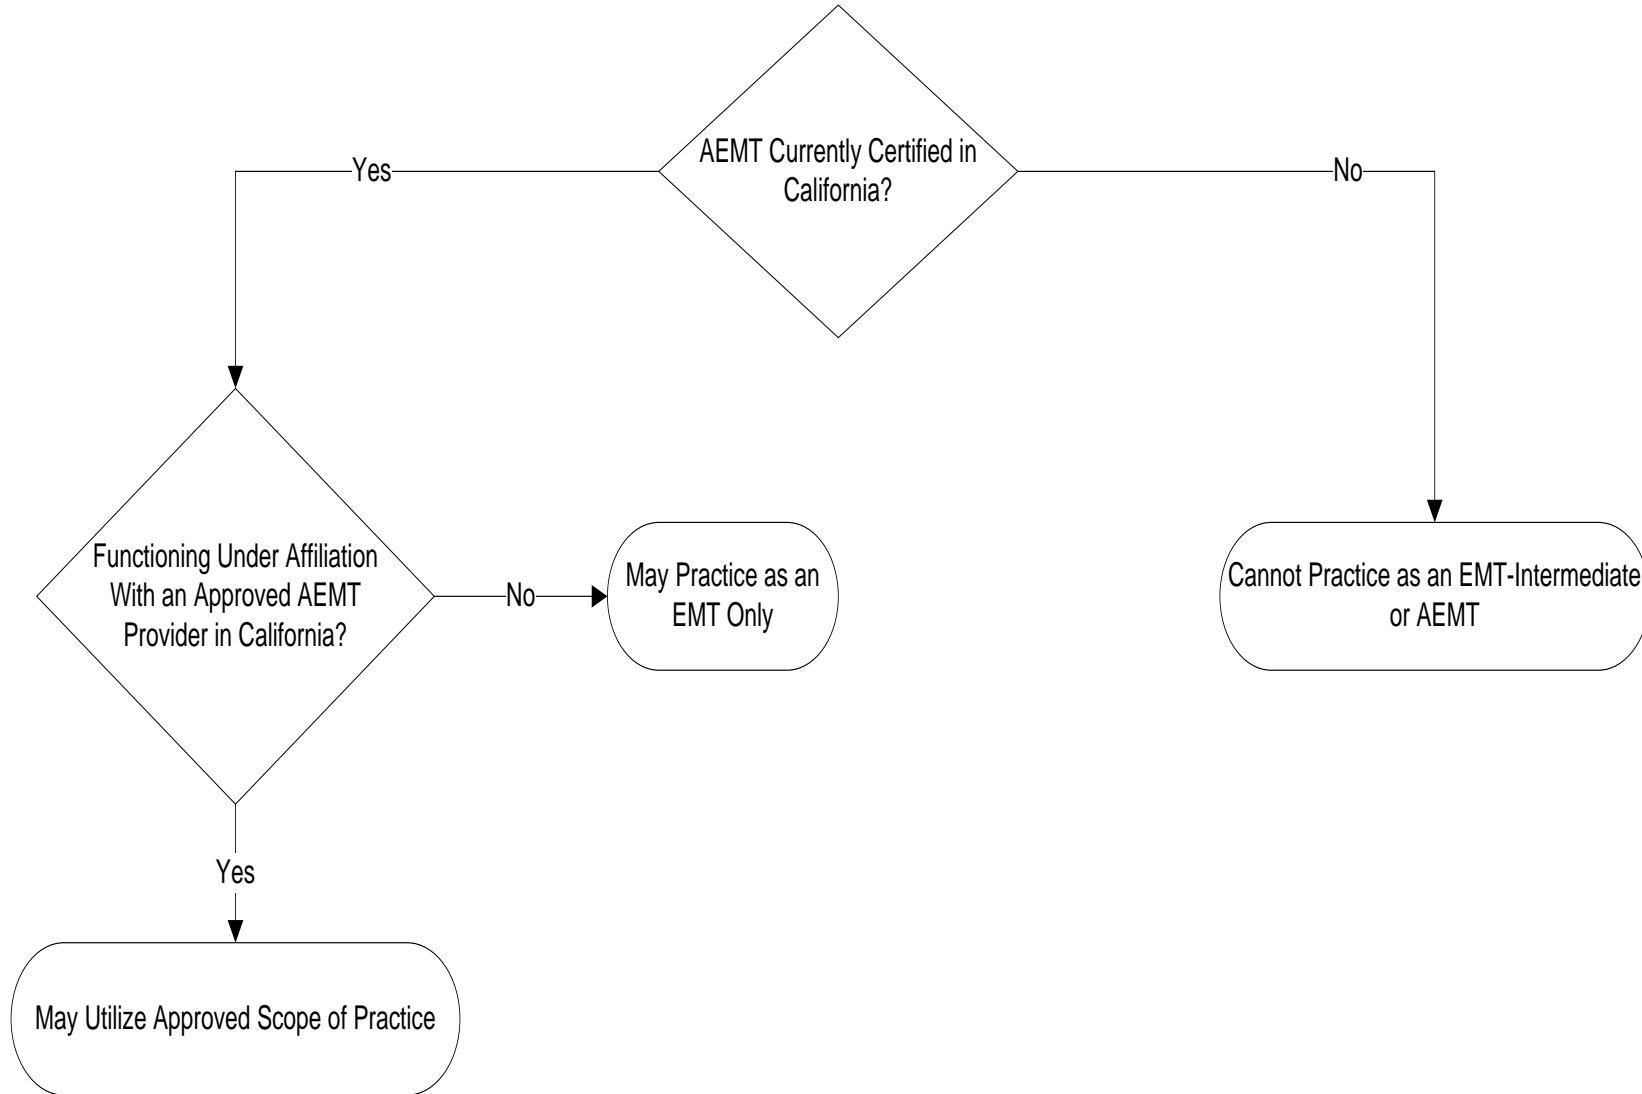 AEMT Currently Certified in
California?
Yes
No
Functioning Under Affiliation
With an Approved AEMT
Provider in California?
No
May Practice as an
EMT Only
Cannot Practice as an EMT-Intermediate
or AEMT
Yes
May Utilize Approved Scope of Practice